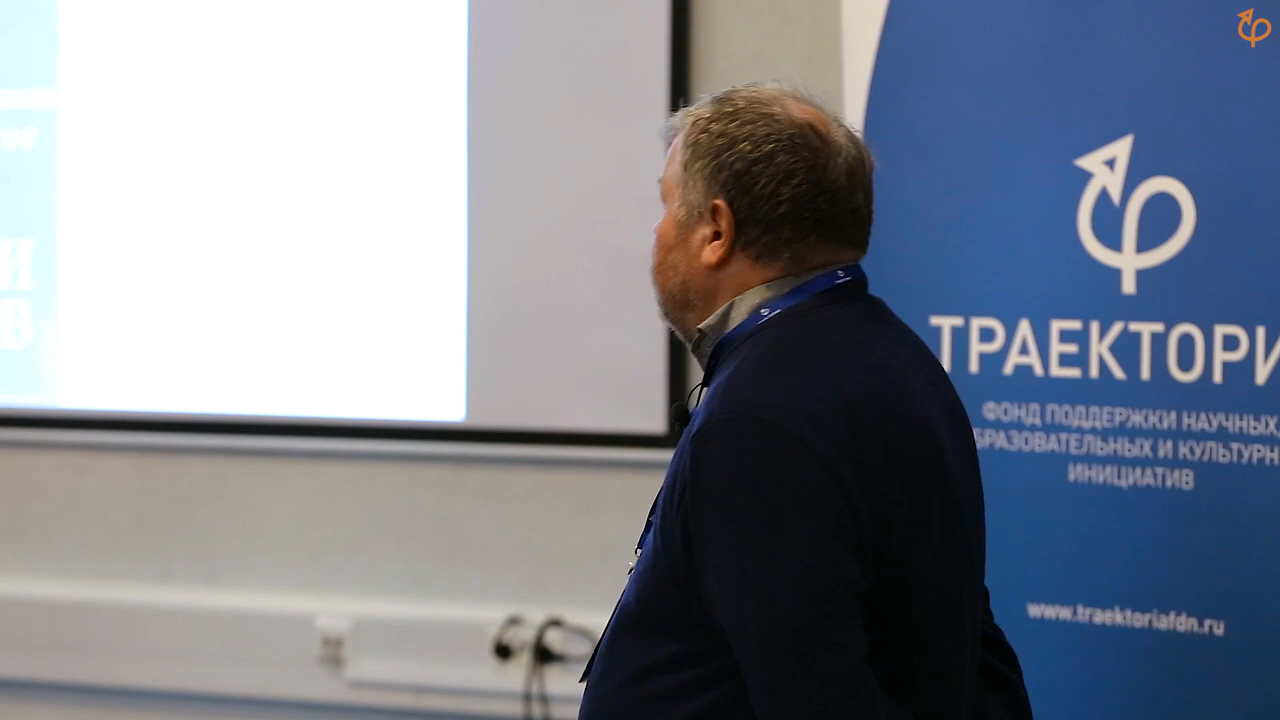 ТРАЕКТОРИ
ФОНД ПОДДЕРЖКИ НАУЧНЫХ,
БРАЗОВАТЕЛЬНЫХ И КУЛЬТУРН
ИНИЦИАТИВ
www.traektoriafdn.ru